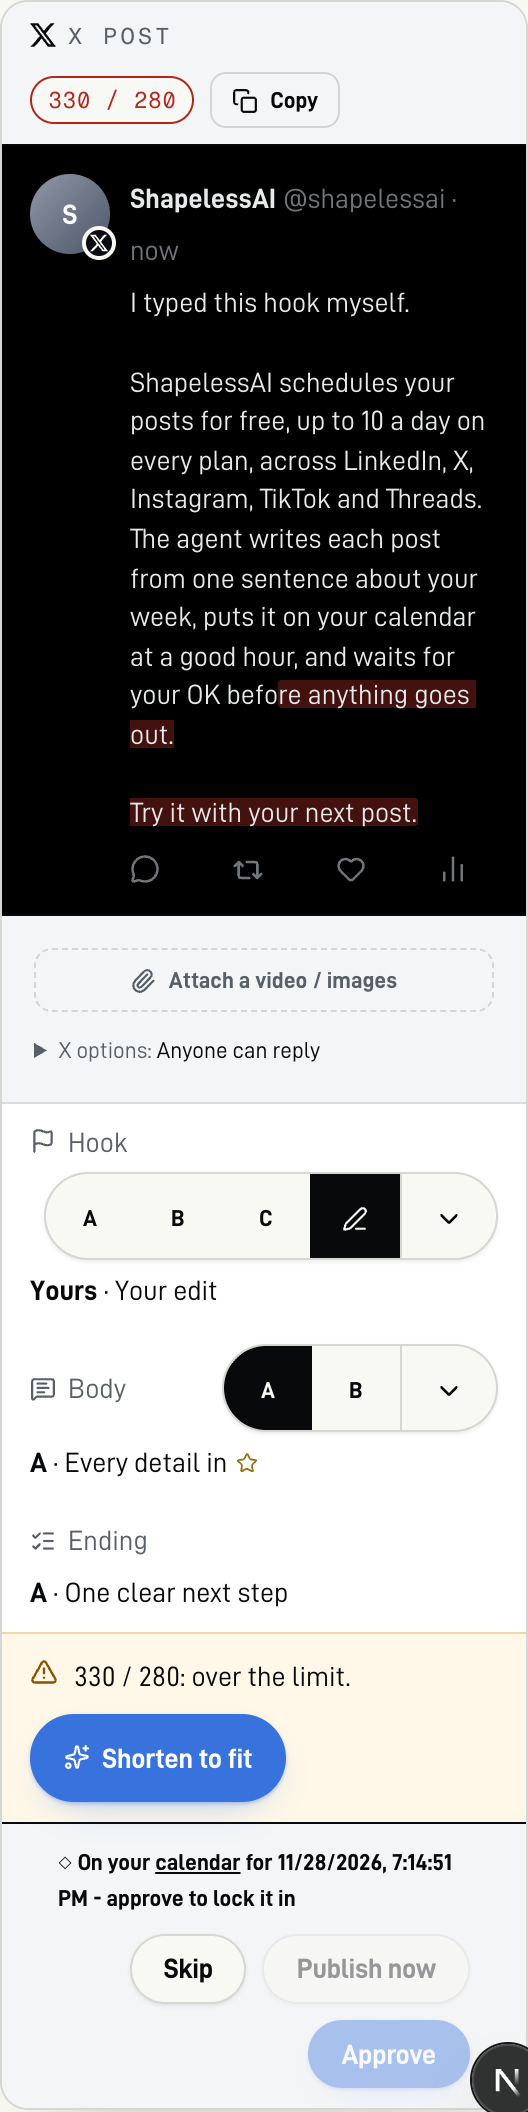 X POST
330 / 280
Copy
S
ShapelessAI @shapelessai ·
now
I typed this hook myself.
ShapelessAI schedules your
posts for free, up to 10 a day on
every plan, across LinkedIn, X,
Instagram, TikTok and Threads.
The agent writes each post
from one sentence about your
week, puts it on your calendar
at a good hour, and waits for
your OK before anything goes
out.
Try it with your next post.
Attach a video / images
X options: Anyone can reply
Hook
A B C
Yours · Your edit
Body
A B
A · Every detail in
Ending
A · One clear next step
330 / 280: over the limit.
Shorten to fit
◇ On your calendar for 11/28/2026, 7:14:51
PM - approve to lock it in
Skip
Publish now
Approve
N